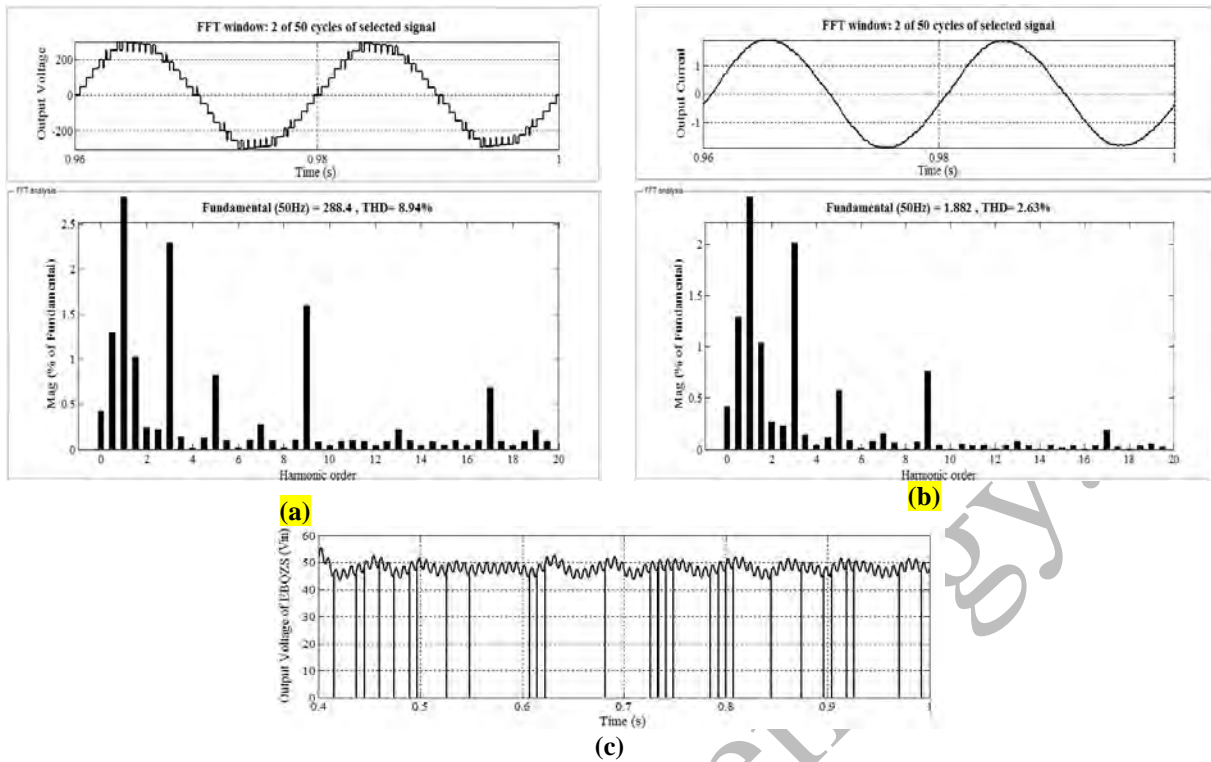 FFT window: 2 of 50 cycles of selected signal
Output Voltage
200
0
-200
0.96
0.98
1
Time (s)
FFT analysis
Fundamental (50Hz) = 288.4 , THD= 8.94%
Mag (% of Fundamental)
2.5
2
1.5
1
0.5
0
0 2 4 6 8 10 12 14 16 18 20
Harmonic order
(a)
FFT window: 2 of 50 cycles of selected signal
Output Current
1
0
-1
0.96
0.98
1
Time (s)
FFT analysis
Fundamental (50Hz) = 1.882 , THD= 2.63%
Mag (% of Fundamental)
2
1.5
1
0.5
0
0 2 4 6 8 10 12 14 16 18 20
Harmonic order
(b)
Output Voltage of EBQZS (Vin)
60
50
40
30
20
10
0
0.4 0.5 0.6 0.7 0.8 0.9 1
Time (s)
(c)
gy.